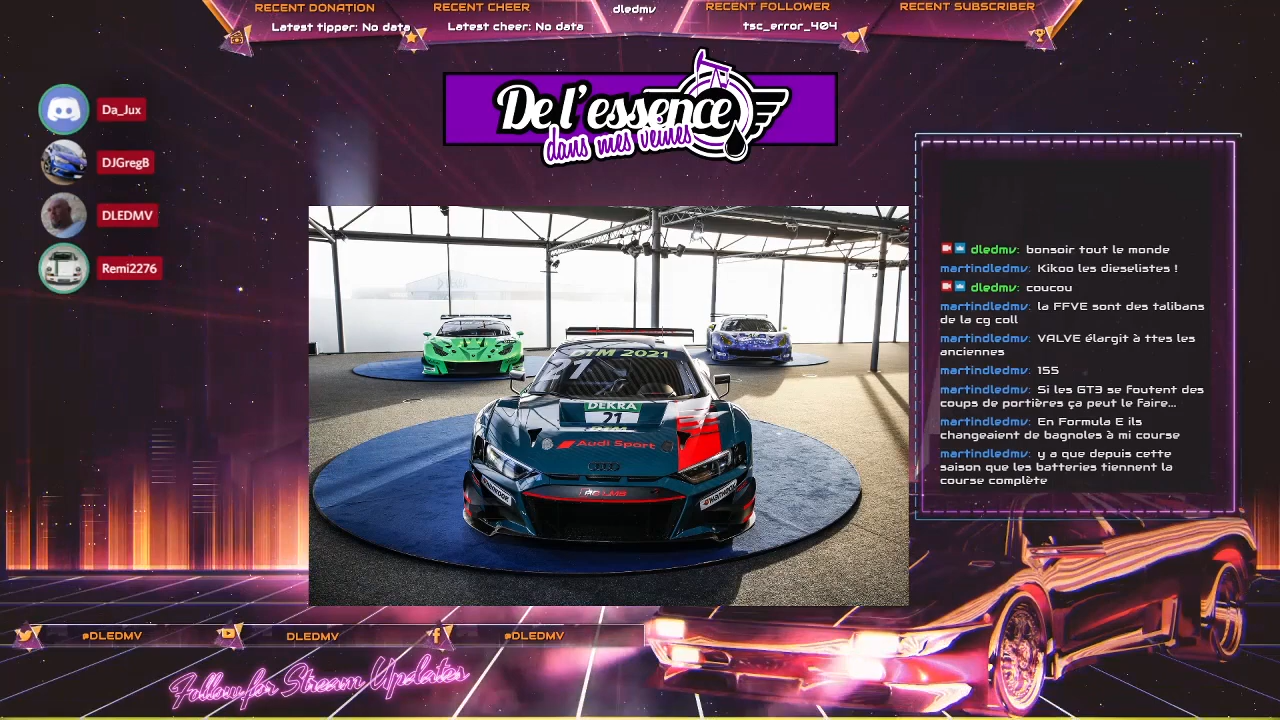 RECENT DONATION
RECENT CHEER
dledmv
RECENT FOLLOWER
RECENT SUBSCRIBER
Latest tipper: No data
Latest cheer: No data
tsc_error_404
De l'essence
dans mes veines
Da_Jux
DJGregB
DLEDMV
Remi2276
dledmv: bonsoir tout le monde
martindledmv: Kikoo les dieselistes !
dledmv: coucou
martindledmv: la FFVE sont des talibans
de la cg coll
martindledmv: VALVE élargit à ttes les
anciennes
martindledmv: 155
martindledmv: Si les GT3 se foutent des
coups de portières ça peut le faire...
martindledmv: En Formula E ils
changeaient de bagnoles à mi course
martindledmv: y a que depuis cette
saison que les batteries tiennent la
course complète
DEKRA
DTM 2021
21
DEKRA
21
DTM
Audi Sport
@DLEDMV
DLEDMV
@DLEDMV
Follow for Stream Updates